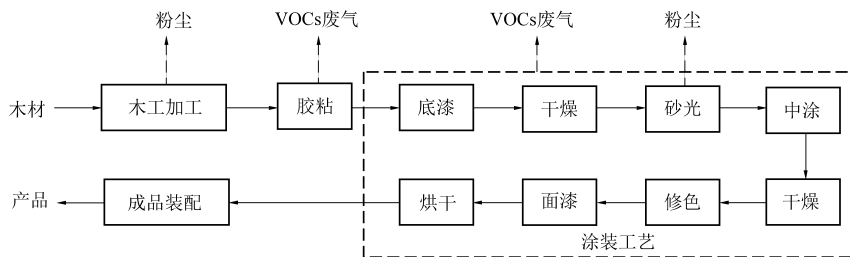 粉尘
VOCs废气
VOCs废气
粉尘
木材
木工加工
胶粘
底漆
干燥
砂光
中涂
产品
成品装配
烘干
面漆
修色
干燥
涂装工艺